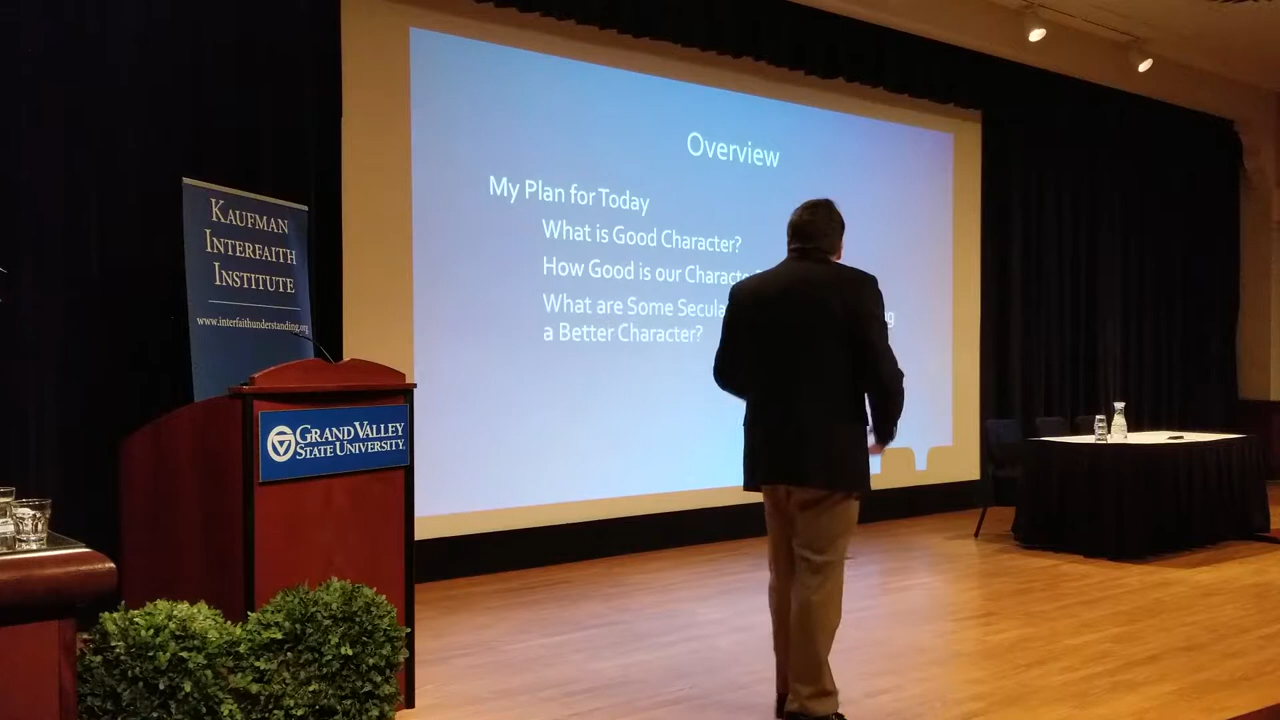 Overview
My Plan for Today
What is Good Character?
How Good is our Character
What are Some Secula
a Better Character?
KAUFMAN
INTERFAITH
INSTITUTE
www.interfaithunderstanding.org
GRAND VALLEY
STATE UNIVERSITY